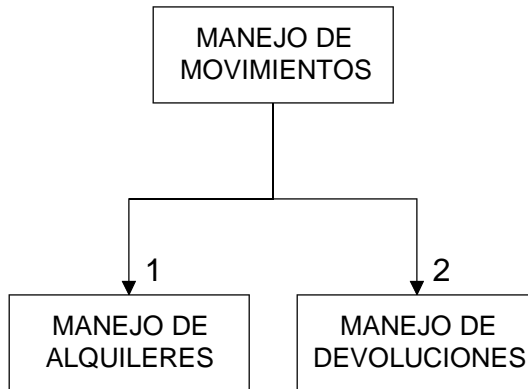 MANEJO DE
MOVIMIENTOS
1
2
MANEJO DE
ALQUILERES
MANEJO DE
DEVOLUCIONES